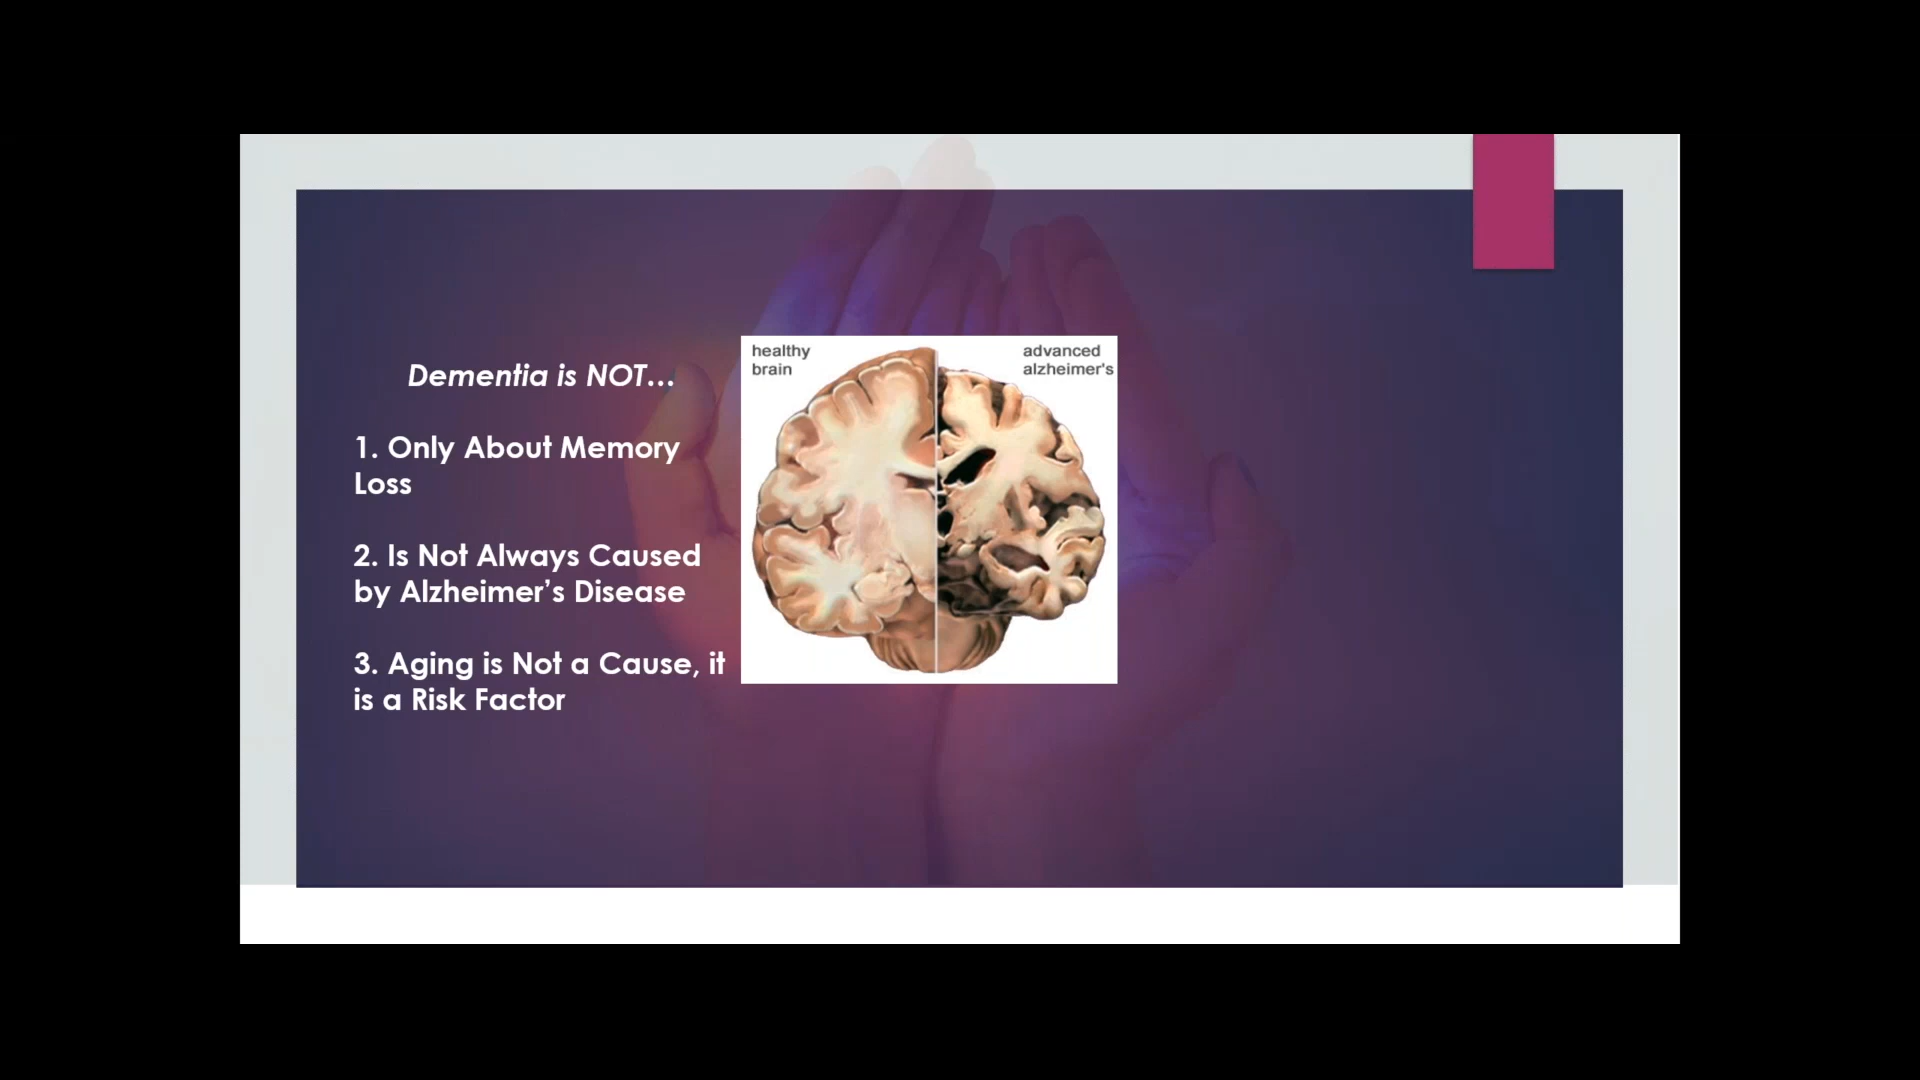 Dementia is NOT...
1. Only About Memory
Loss
2. Is Not Always Caused
by Alzheimer’s Disease
3. Aging is Not a Cause, it
is a Risk Factor
healthy
brain
advanced
alzheimer's